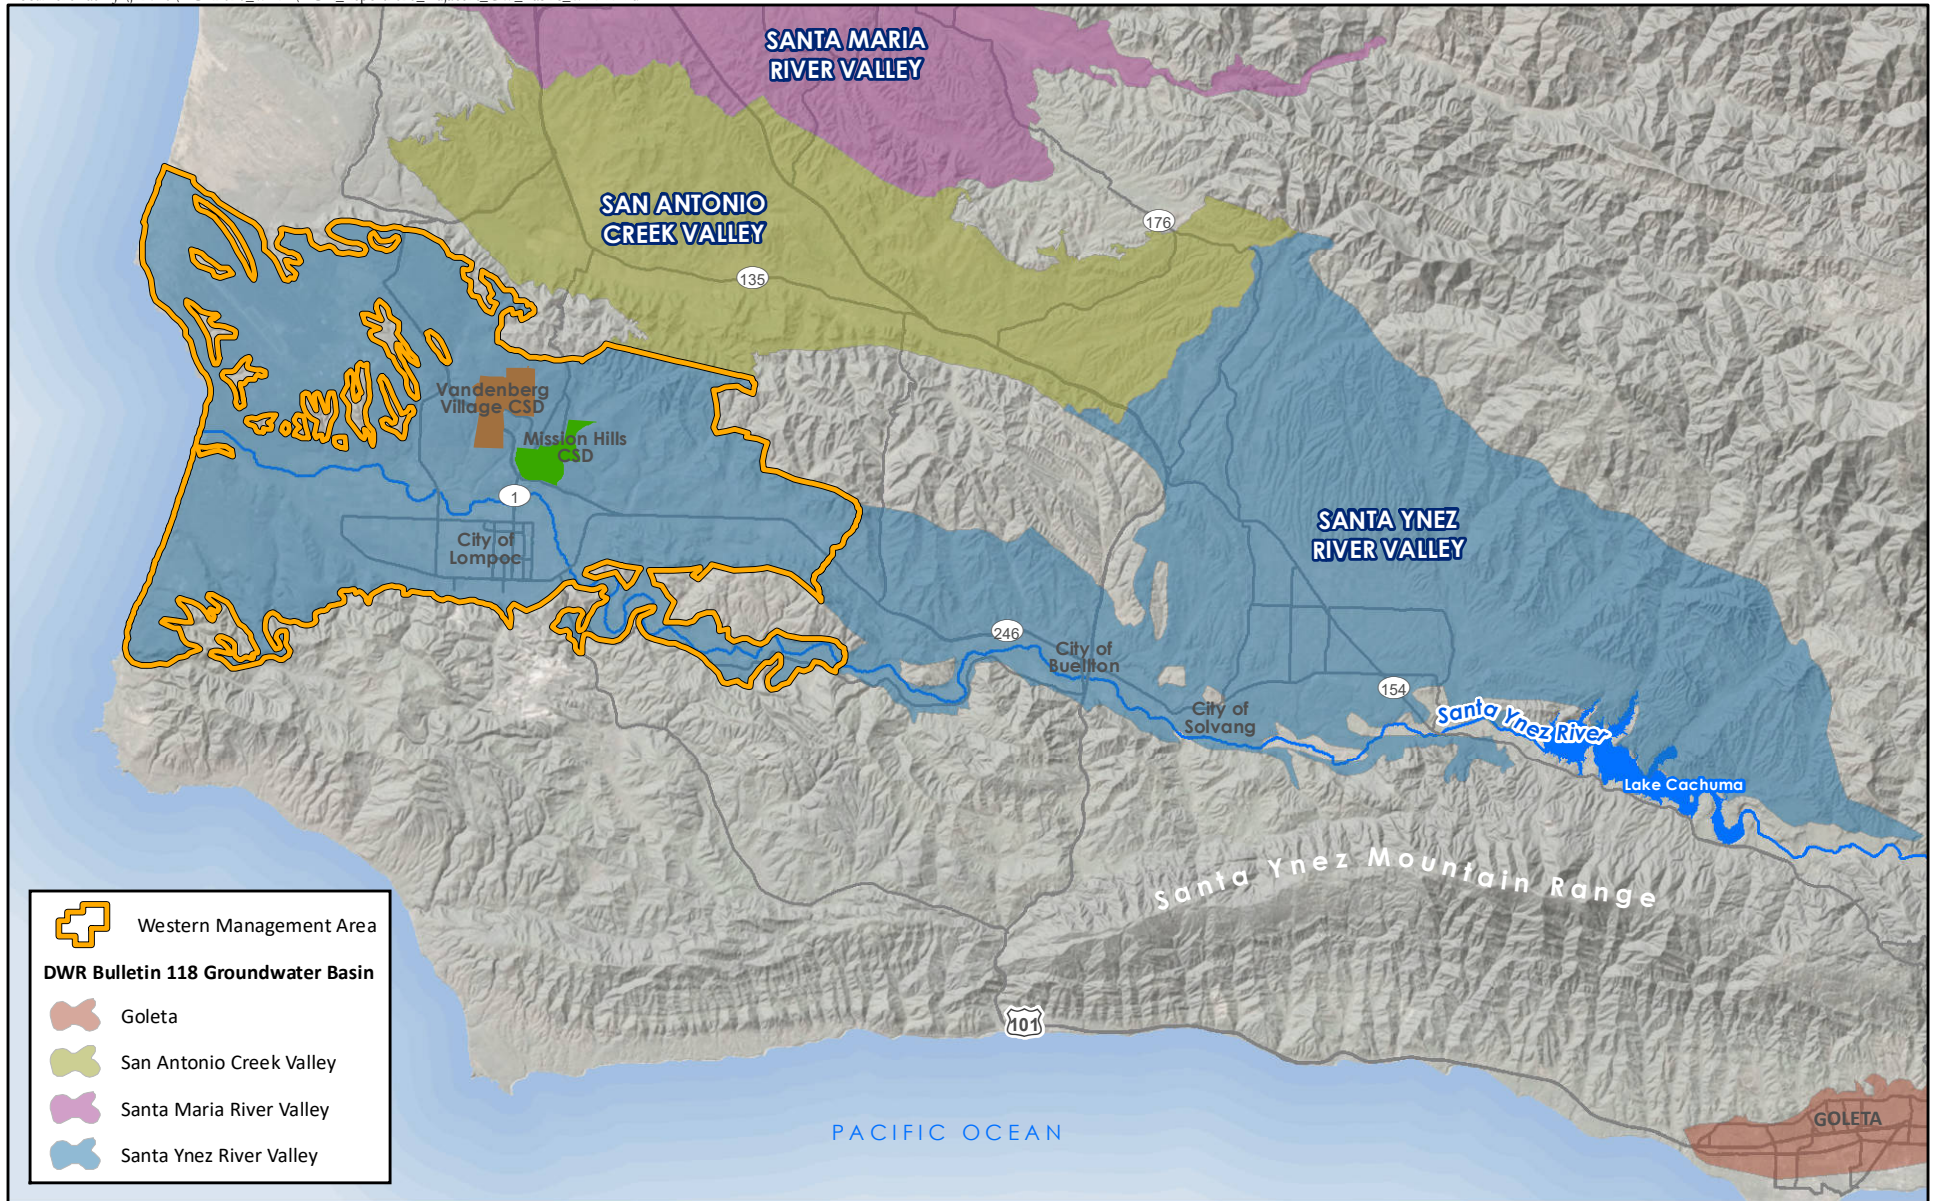 SANTA MARIA
RIVER VALLEY
SAN ANTONIO
CREEK VALLEY
176
135
Vandenberg
Village CSD
Mission Hills
CSD
1
City of
Lompoc
SANTA YNEZ
RIVER VALLEY
246
City of
Buellton
154
City of
Solvang
Santa Ynez River
Lake Cachuma
Santa Ynez Mountain Range
101
PACIFIC OCEAN
GOLETA
Western Management Area
DWR Bulletin 118 Groundwater Basin
Goleta
San Antonio Creek Valley
Santa Maria River Valley
Santa Ynez River Valley